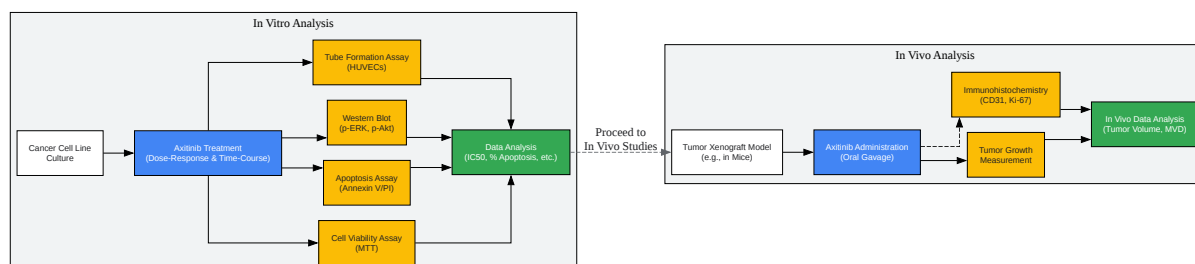 In Vitro Analysis
Cancer Cell Line
Culture
Axitinib Treatment
(Dose-Response & Time-Course)
Tube Formation Assay
(HUVECs)
Western Blot
(p-ERK, p-Akt)
Apoptosis Assay
(Annexin V/PI)
Cell Viability Assay
(MTT)
Data Analysis
(IC50, % Apoptosis, etc.)
Proceed to
In Vivo Studies
In Vivo Analysis
Tumor Xenograft Model
(e.g., in Mice)
Axitinib Administration
(Oral Gavage)
Immunohistochemistry
(CD31, Ki-67)
Tumor Growth
Measurement
In Vivo Data Analysis
(Tumor Volume, MVD)